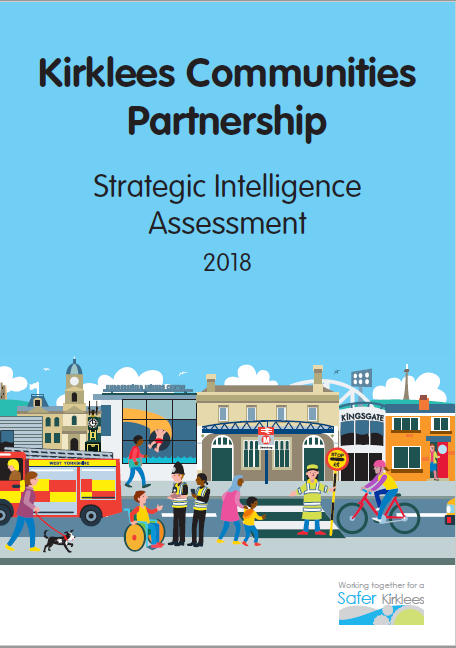 Kirklees Communities
Partnership
Strategic Intelligence
Assessment
2018
KINGSGATE
WEST YORKSHIRE
STOP
Working together for a
Safer Kirklees